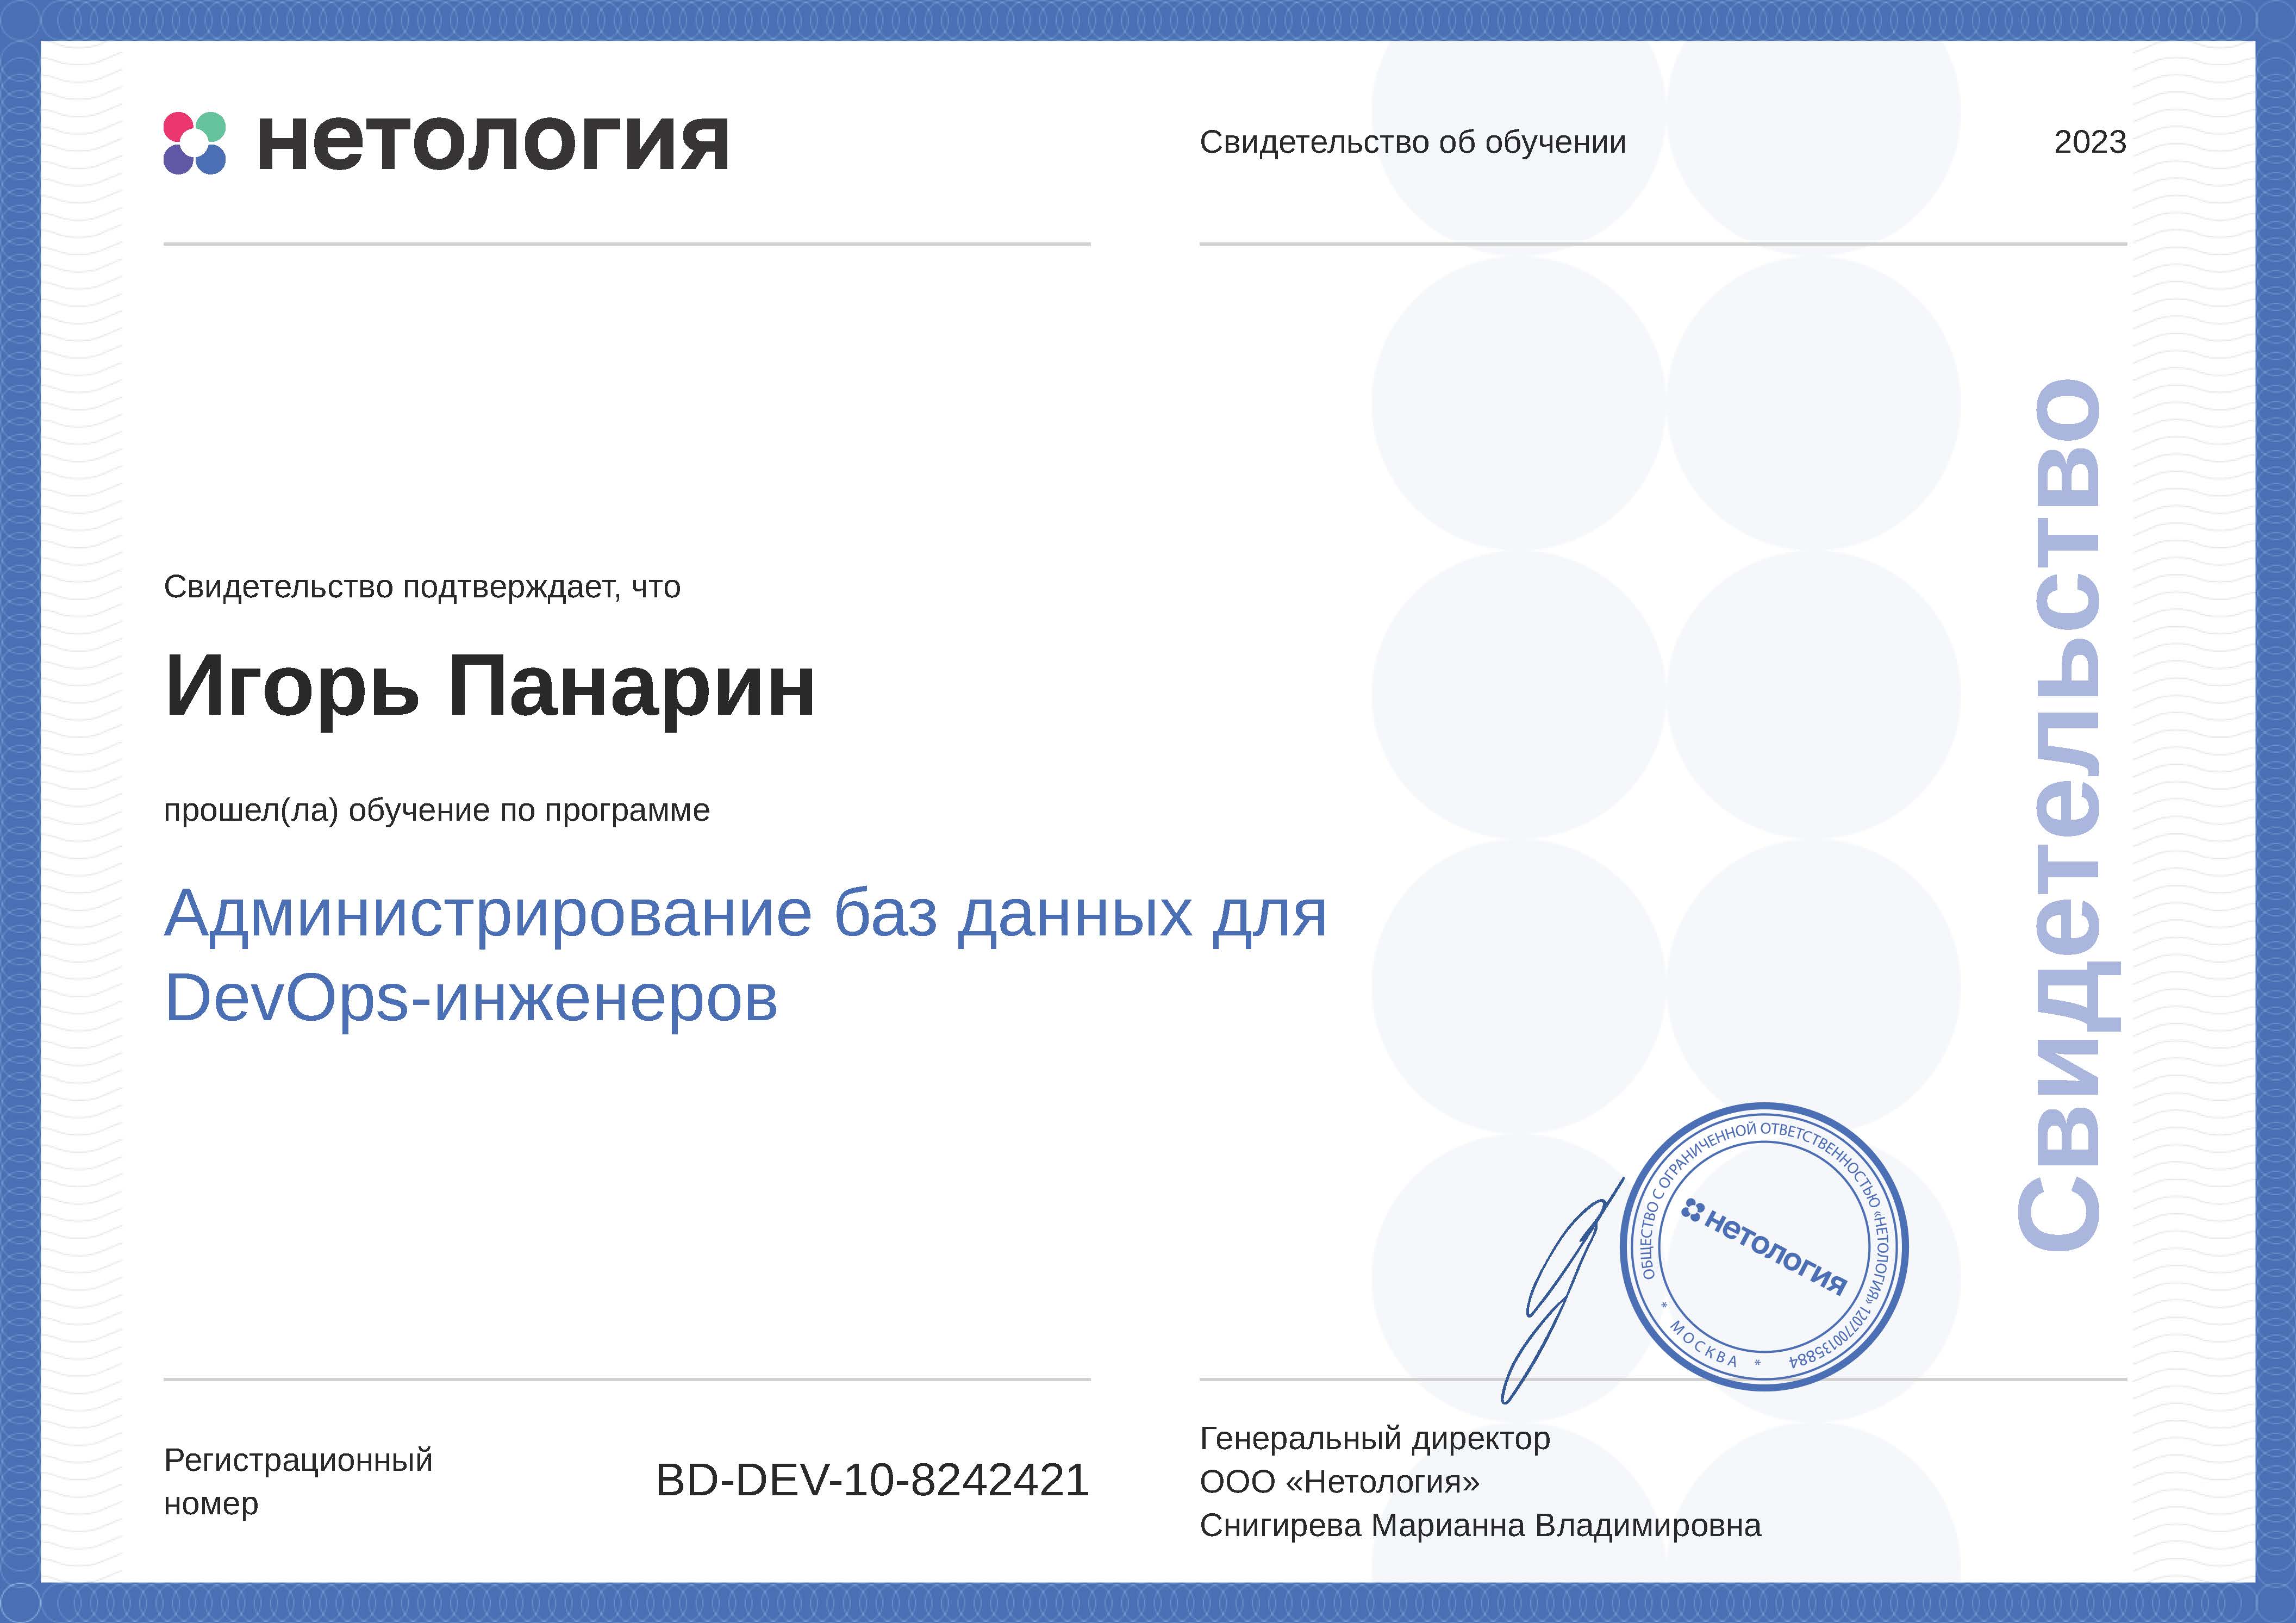 нетология
Свидетельство об обучении
2023
Свидетельство подтверждает, что
Игорь Панарин
прошел(ла) обучение по программе
Администрирование баз данных для
DevOps-инженеров
Свидетельство
ОБЩЕСТВО С ОГРАНИЧЕННОЙ ОТВЕТСТВЕННОСТЬЮ «НЕТОЛОГИЯ» 1207700135884
* МОСКВА *
нетология
Регистрационный
номер
BD-DEV-10-8242421
Генеральный директор
ООО «Нетология»
Снигирева Марианна Владимировна